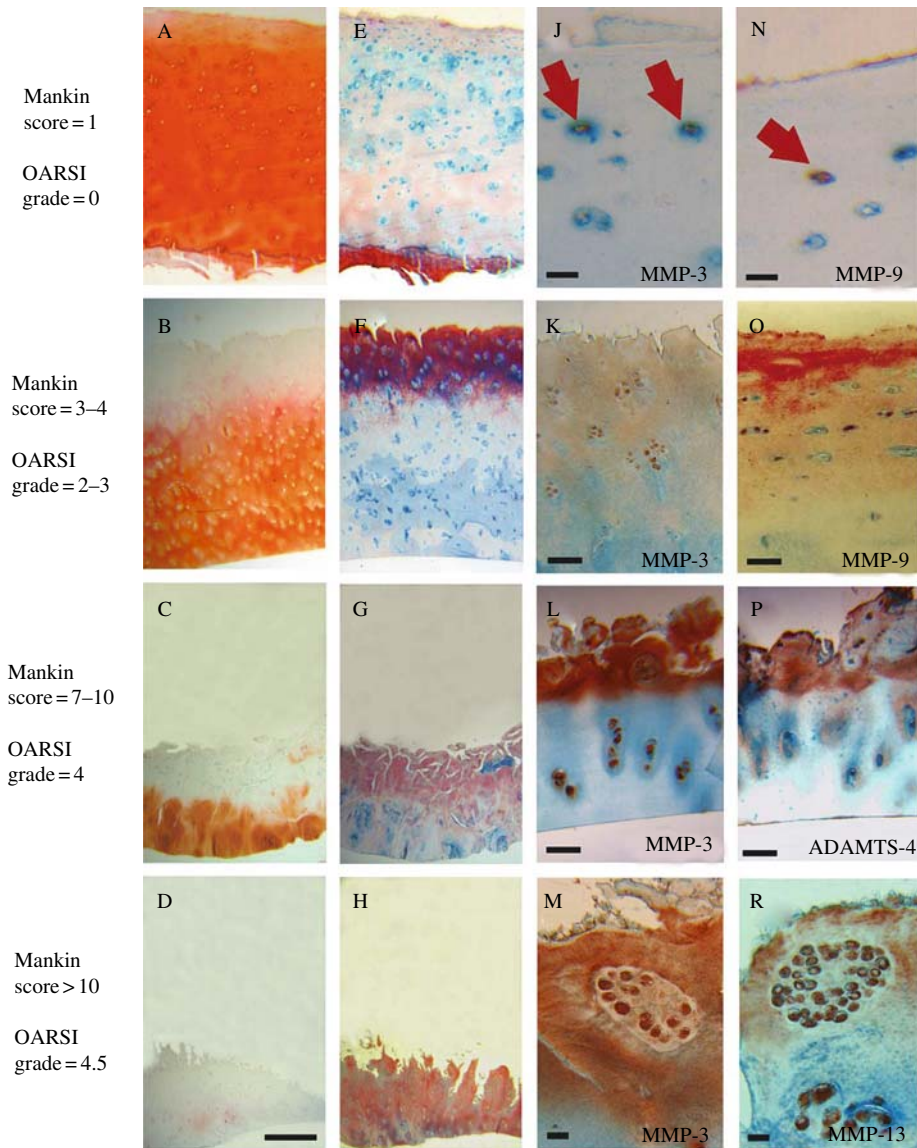 A
E
J
N
Mankin
score = 1
OARSI
grade = 0
MMP-3
MMP-9
B
F
K
O
Mankin
score = 3–4
OARSI
grade = 2–3
MMP-3
MMP-9
C
G
L
P
Mankin
score = 7–10
OARSI
grade = 4
MMP-3
ADAMTS-4
D
H
M
R
Mankin
score > 10
OARSI
grade = 4.5
MMP-3
MMP-13